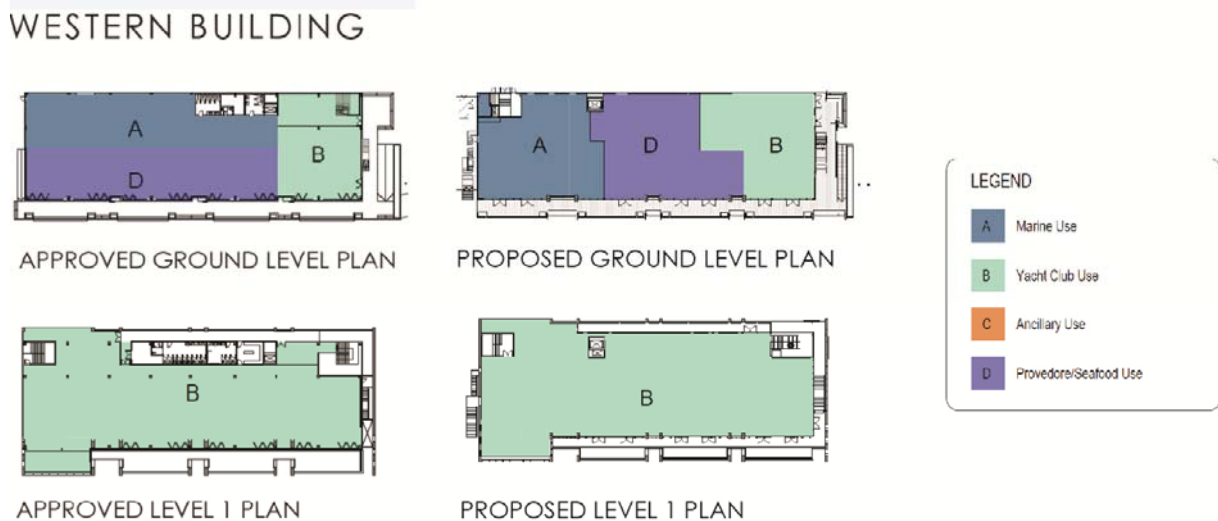 WESTERN BUILDING
A
D
B
APPROVED GROUND LEVEL PLAN
A
D
B
PROPOSED GROUND LEVEL PLAN
B
APPROVED LEVEL 1 PLAN
B
PROPOSED LEVEL 1 PLAN
LEGEND
A Marine Use
B Yacht Club Use
C Ancillary Use
D Provedore/Seafood Use